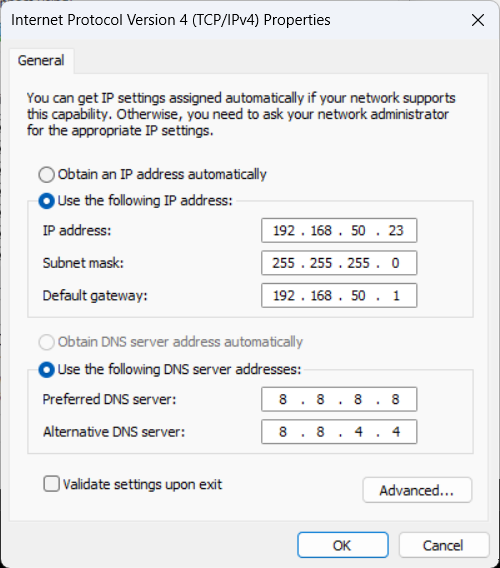 Internet Protocol Version 4 (TCP/IPv4) Properties
General
You can get IP settings assigned automatically if your network supports
this capability. Otherwise, you need to ask your network administrator
for the appropriate IP settings.
Obtain an IP address automatically
Use the following IP address:
IP address: 192 . 168 . 50 . 23
Subnet mask: 255 . 255 . 255 . 0
Default gateway: 192 . 168 . 50 . 1
Obtain DNS server address automatically
Use the following DNS server addresses:
Preferred DNS server: 8 . 8 . 8 . 8
Alternative DNS server: 8 . 8 . 4 . 4
Validate settings upon exit
Advanced...
OK Cancel